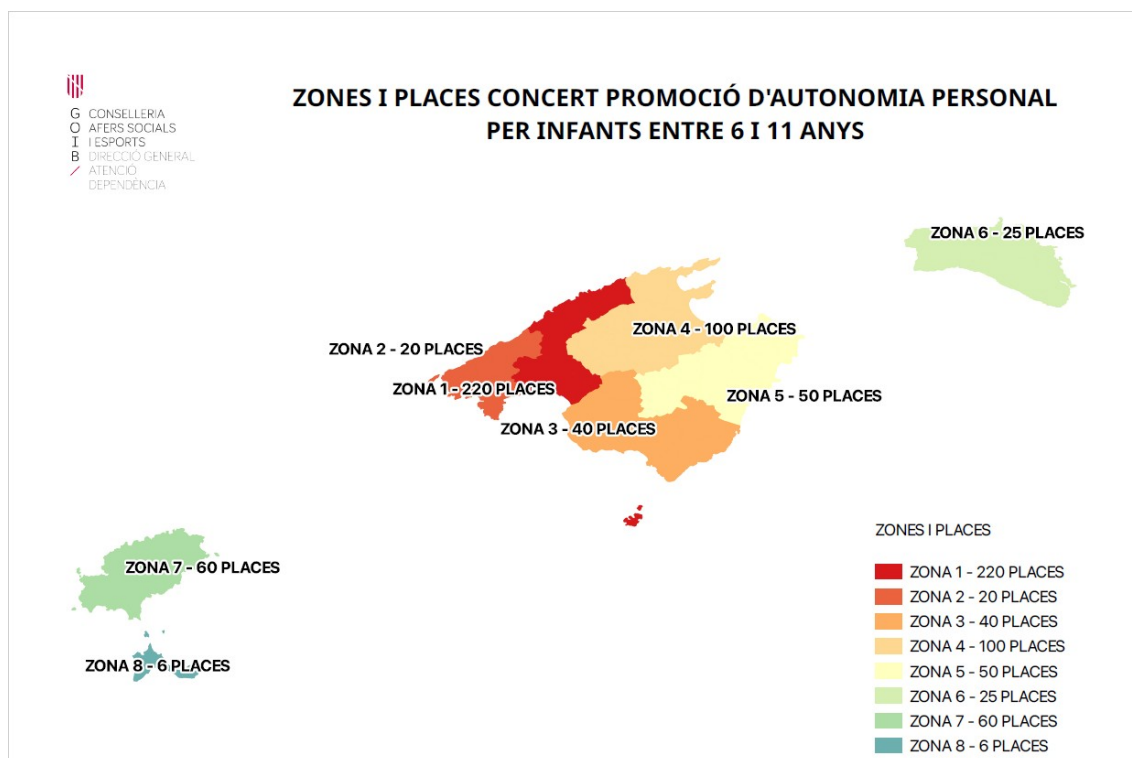 G CONSELLERIA
O AFERS SOCIALS
I I ESPORTS
B DIRECCIÓ GENERAL
/ ATENCIÓ
DEPENDÈNCIA
ZONES I PLACES CONCERT PROMOCIÓ D'AUTONOMIA PERSONAL
PER INFANTS ENTRE 6 I 11 ANYS
ZONA 6 - 25 PLACES
ZONA 4 - 100 PLACES
ZONA 2 - 20 PLACES
ZONA 1 - 220 PLACES
ZONA 5 - 50 PLACES
ZONA 3 - 40 PLACES
ZONA 7 - 60 PLACES
ZONA 8 - 6 PLACES
ZONES I PLACES
ZONA 1 - 220 PLACES
ZONA 2 - 20 PLACES
ZONA 3 - 40 PLACES
ZONA 4 - 100 PLACES
ZONA 5 - 50 PLACES
ZONA 6 - 25 PLACES
ZONA 7 - 60 PLACES
ZONA 8 - 6 PLACES